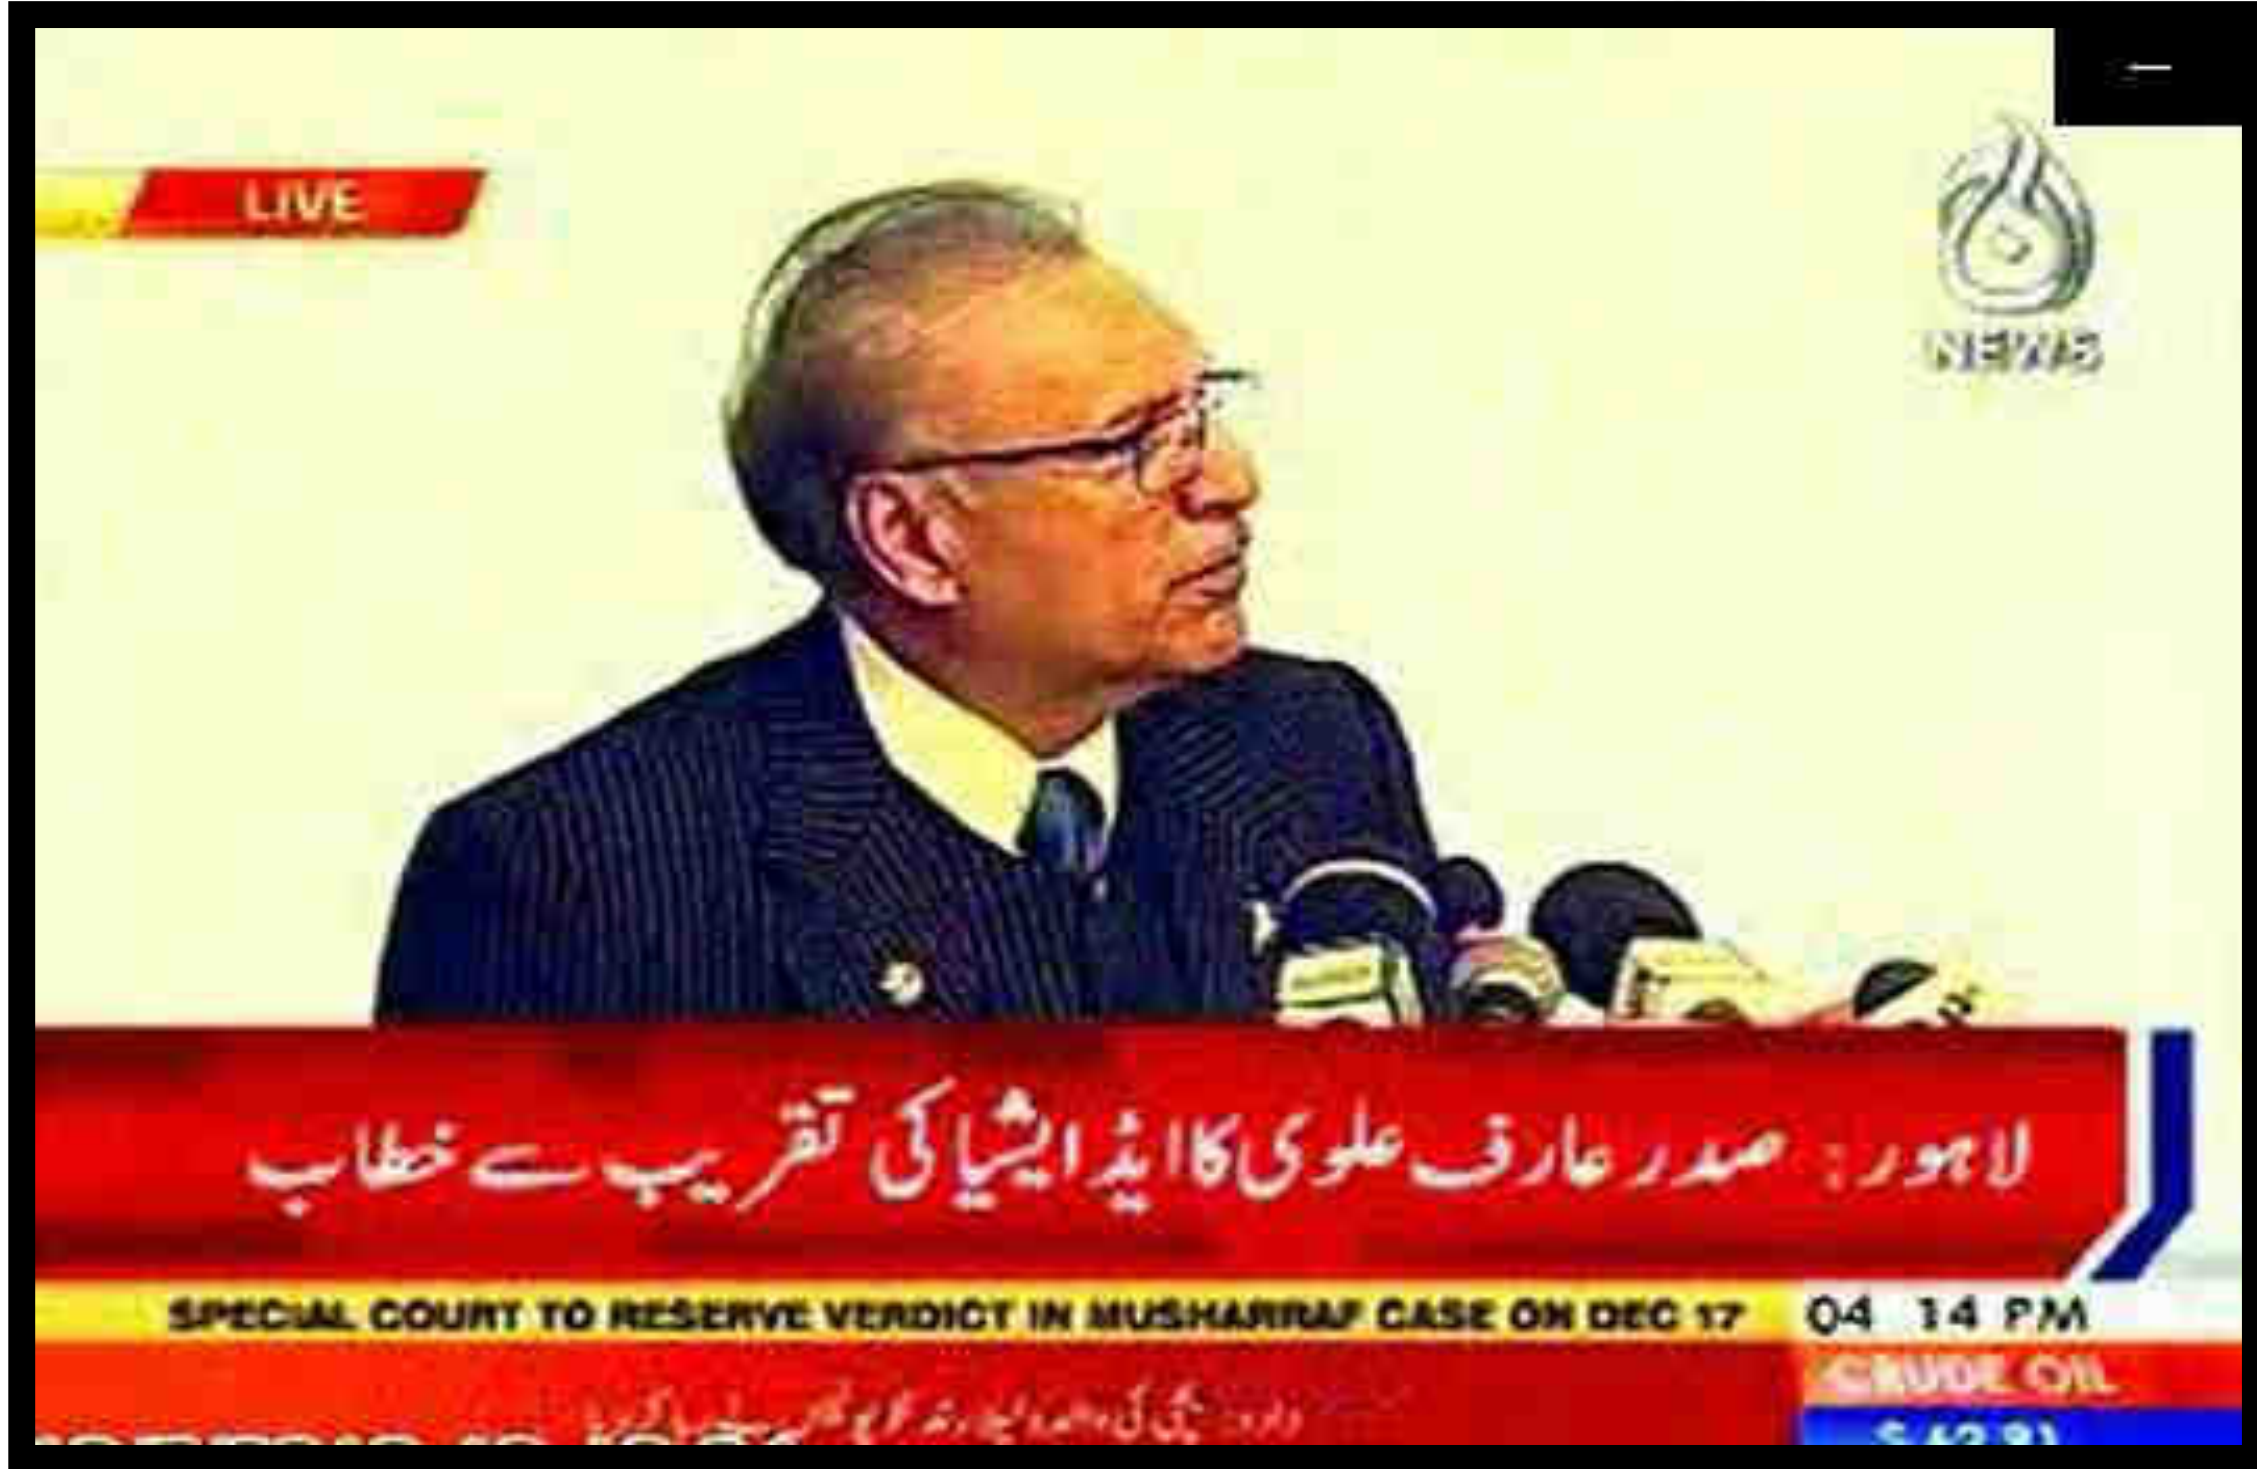 LIVE
NEWS
لاہور: صدر عارف علوی کا ایڈ ایشیا کی تقریب سے خطاب
SPECIAL COURT TO RESERVE VERDICT IN MUSHARRAF CASE ON DEC 17
04 14 PM
CRUDE OIL